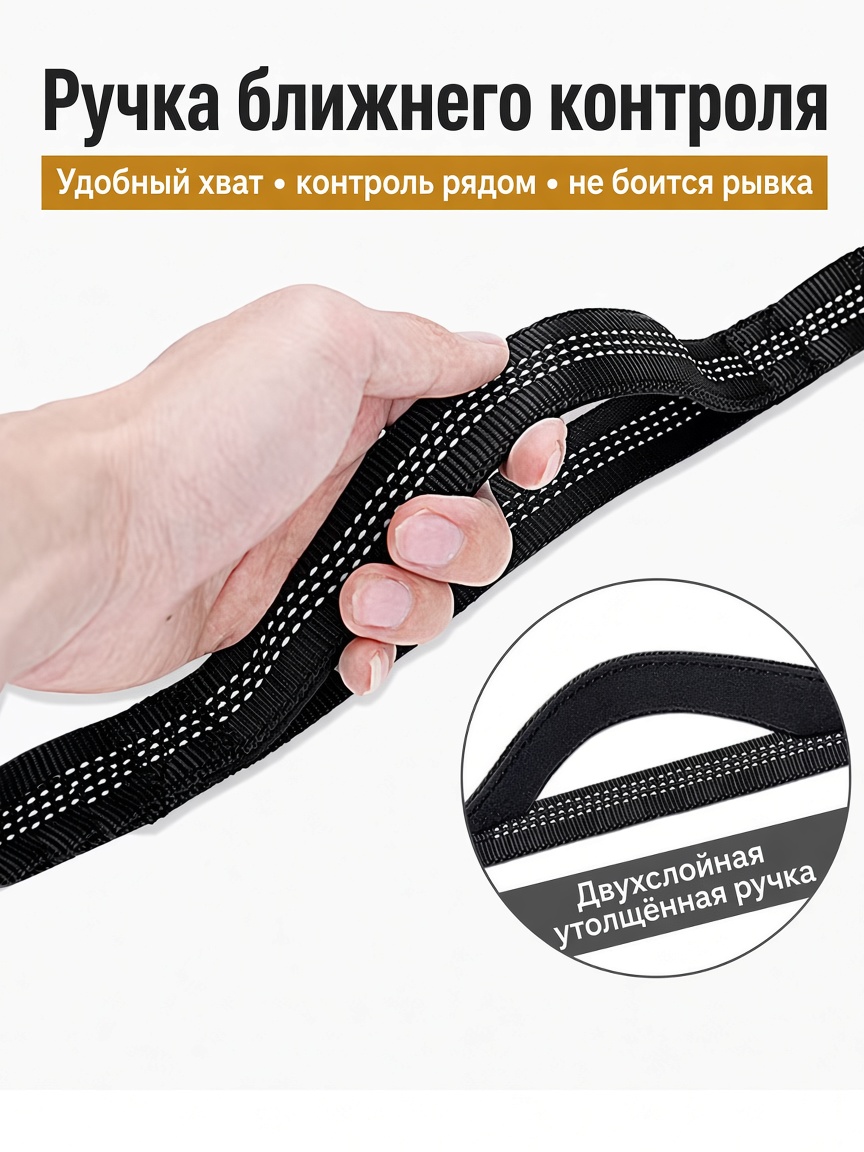 Ручка ближнего контроля
Удобный хват • контроль рядом • не боится рывка
Двухслойная
утолщённая ручка